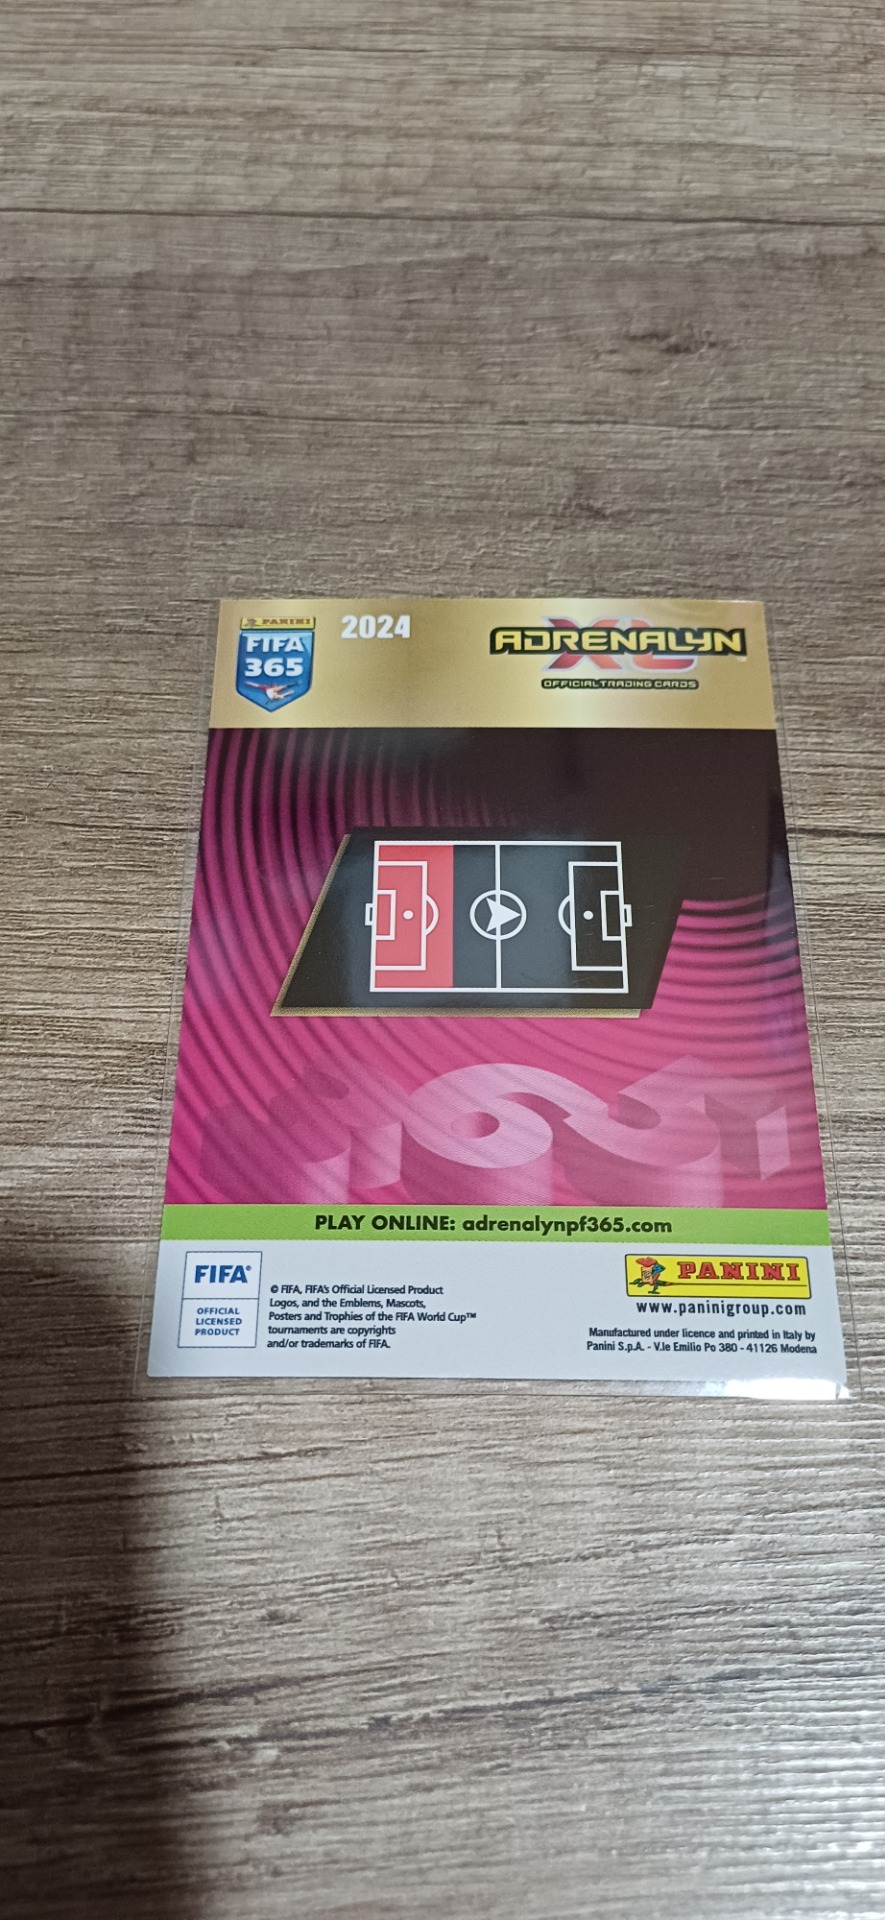 PANINI
FIFA
365
2024
ADRENALYN
XL
OFFICIAL TRADING CARDS
365
PLAY ONLINE: adrenalynpf365.com
FIFA®
OFFICIAL
LICENSED
PRODUCT
© FIFA, FIFA's Official Licensed Product
Logos, and the Emblems, Mascots,
Posters and Trophies of the FIFA World Cup™
tournaments are copyrights
and/or trademarks of FIFA.
PANINI
www.paninigroup.com
Manufactured under licence and printed in Italy by
Panini S.p.A. - V.le Emilio Po 380 - 41126 Modena